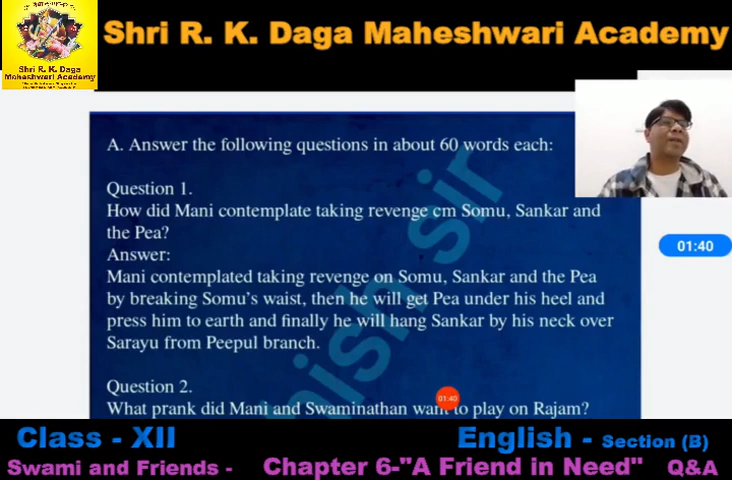 Shri R. K. Daga Maheshwari Academy
Shri R. K. Daga
Maheshwari Academy
A. Answer the following questions in about 60 words each:
Question 1.
How did Mani contemplate taking revenge cm Somu, Sankar and
the Pea?
Answer:
Mani contemplated taking revenge on Somu, Sankar and the Pea
by breaking Somu's waist, then he will get Pea under his heel and
press him to earth and finally he will hang Sankar by his neck over
Sarayu from Peepul branch.
01:40
Question 2.
01:40
What prank did Mani and Swaminathan want to play on Rajam?
Class - XII
English - Section (B)
Swami and Friends - Chapter 6-"A Friend in Need" Q&A